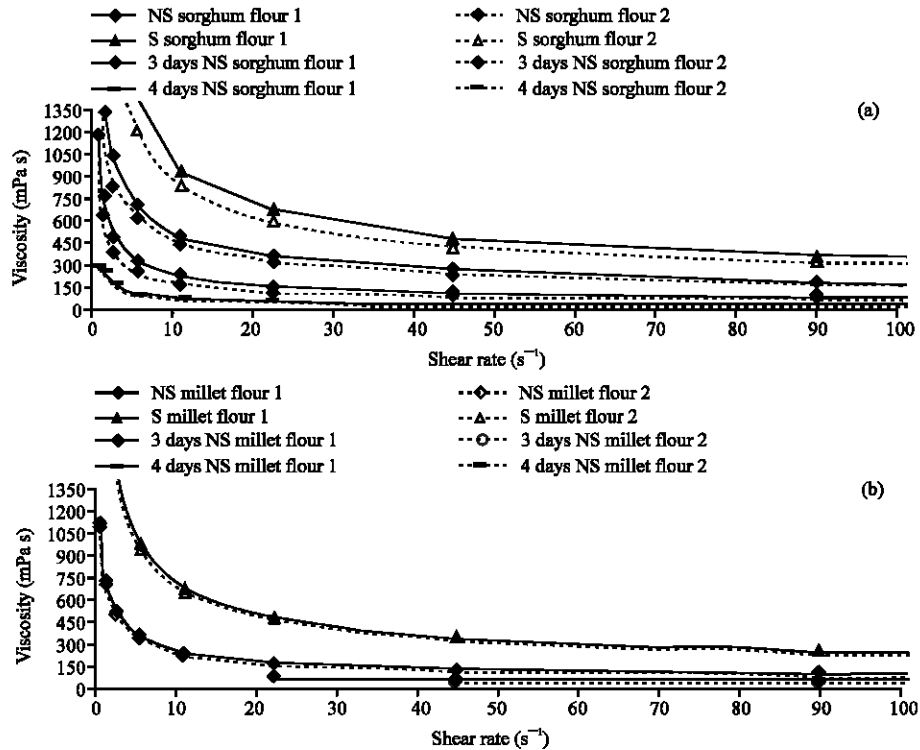 NS sorghum flour 1 NS sorghum flour 2
S sorghum flour 1 S sorghum flour 2
3 days NS sorghum flour 1 3 days NS sorghum flour 2
4 days NS sorghum flour 1 4 days NS sorghum flour 2
(a)
1350
1200
1050
900
750
600
450
300
150
0
Viscosity (mPa s)
0 10 20 30 40 50 60 70 80 90 100
Shear rate (s⁻¹)
NS millet flour 1 NS millet flour 2
S millet flour 1 S millet flour 2
3 days NS millet flour 1 3 days NS millet flour 2
4 days NS millet flour 1 4 days NS millet flour 2
(b)
1350
1200
1050
900
750
600
450
300
150
0
Viscosity (mPa s)
0 10 20 30 40 50 60 70 80 90 100
Shear rate (s⁻¹)